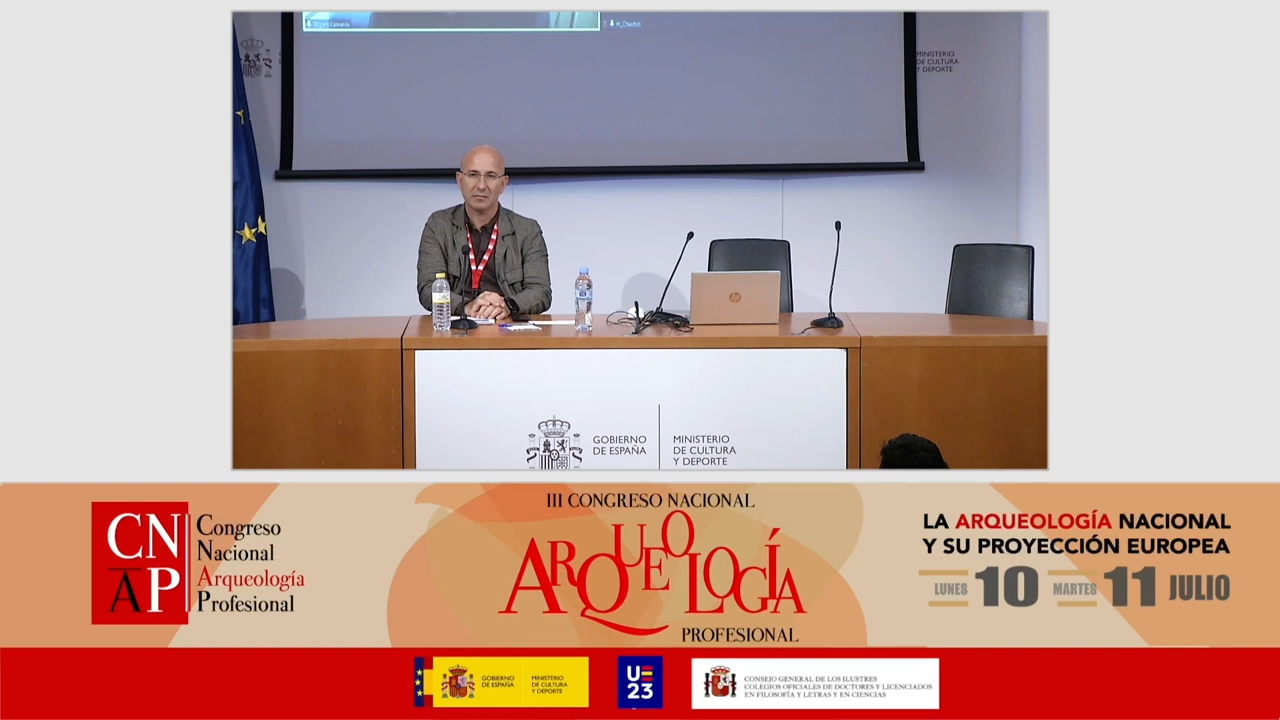 MINISTERIO
DE CULTURA
Y DEPORTE
hp
GOBIERNO
DE ESPAÑA
MINISTERIO
DE CULTURA
Y DEPORTE
CN
AP
Congreso
Nacional
Arqueología
Profesional
III CONGRESO NACIONAL
ARQUEOLOGÍA
PROFESIONAL
LA ARQUEOLOGÍA NACIONAL
Y SU PROYECCIÓN EUROPEA
LUNES 10 MARTES 11 JULIO
GOBIERNO
DE ESPAÑA
MINISTERIO
DE CULTURA
Y DEPORTE
UE
23
CONSEJO GENERAL DE LOS ILUSTRES
COLEGIOS OFICIALES DE DOCTORES Y LICENCIADOS
EN FILOSOFÍA Y LETRAS Y EN CIENCIAS